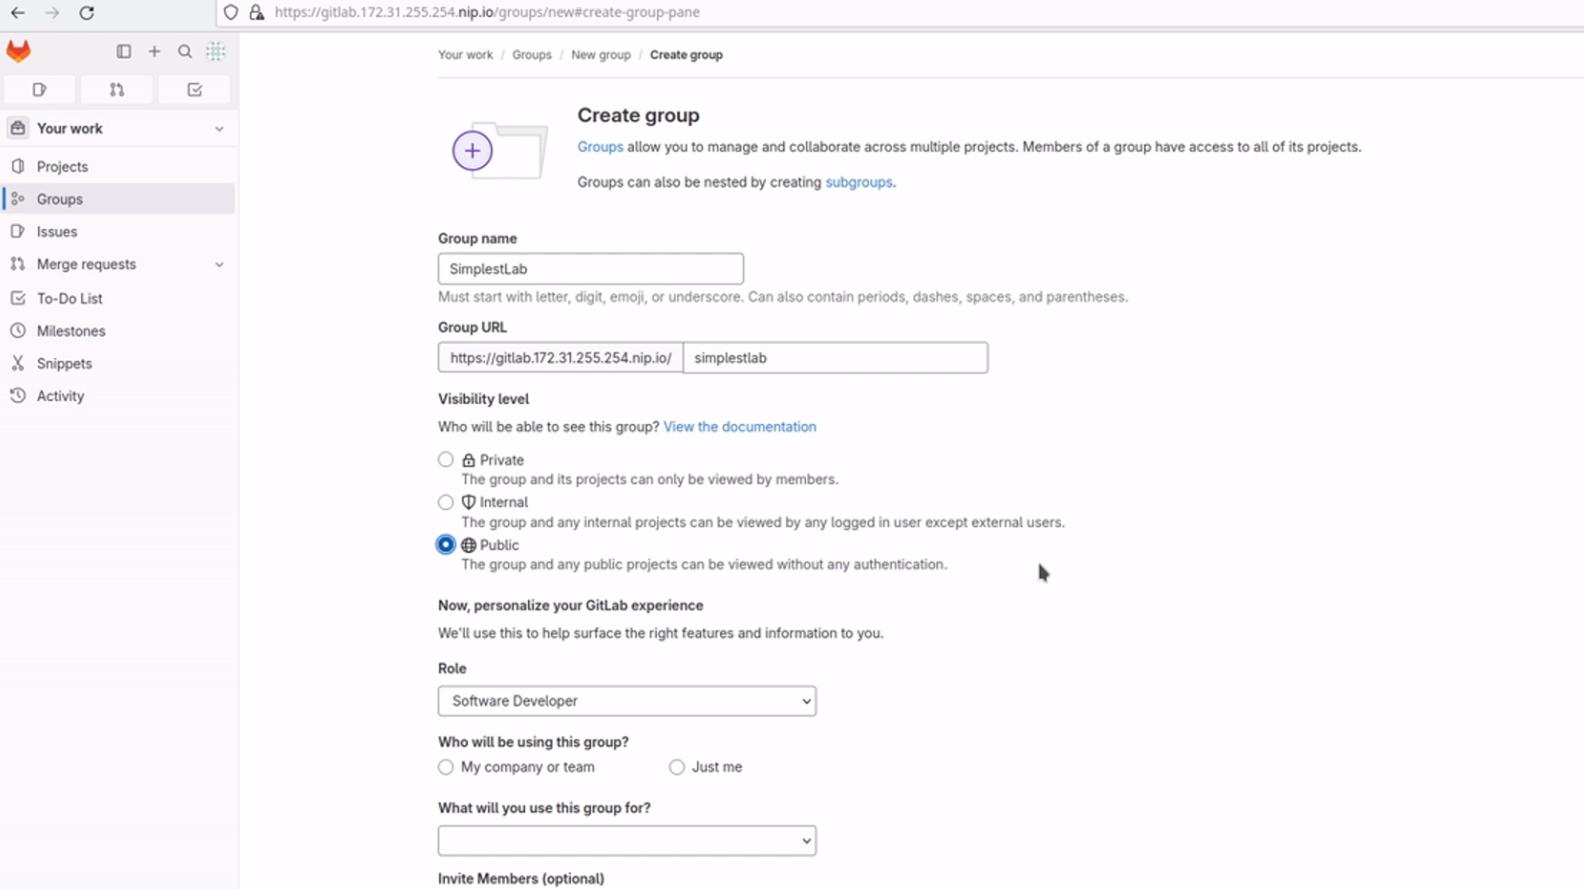 https://gitlab.172.31.255.254.nip.io/groups/new#create-group-pane
Your work / Groups / New group / Create group
Your work
Projects
Groups
Issues
Merge requests
To-Do List
Milestones
Snippets
Activity
Create group
Groups allow you to manage and collaborate across multiple projects. Members of a group have access to all of its projects.
Groups can also be nested by creating subgroups.
Group name
SimplestLab
Must start with letter, digit, emoji, or underscore. Can also contain periods, dashes, spaces, and parentheses.
Group URL
https://gitlab.172.31.255.254.nip.io/ simplestlab
Visibility level
Who will be able to see this group? View the documentation
Private
The group and its projects can only be viewed by members.
Internal
The group and any internal projects can be viewed by any logged in user except external users.
Public
The group and any public projects can be viewed without any authentication.
Now, personalize your GitLab experience
We'll use this to help surface the right features and information to you.
Role
Software Developer
Who will be using this group?
My company or team Just me
What will you use this group for?
Invite Members (optional)